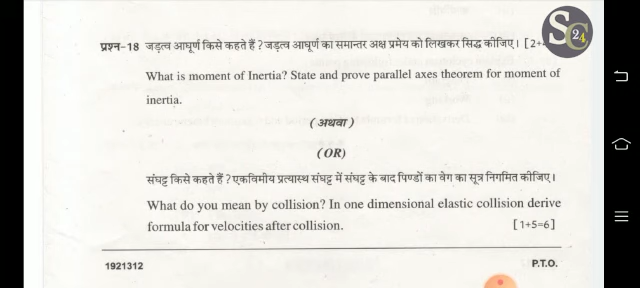 प्रश्न-18 जड़त्व आघूर्ण किसे कहते हैं ? जड़त्व आघूर्ण का समान्तर अक्ष प्रमेय को लिखकर सिद्ध कीजिए। [2+
SC24
What is moment of Inertia? State and prove parallel axes theorem for moment of
inertia.
( अथवा )
(OR)
संघट्ट किसे कहते हैं ? एकविमीय प्रत्यास्थ संघट्ट में संघट्ट के बाद पिण्डों का वेग का सूत्र निगमित कीजिए।
What do you mean by collision? In one dimensional elastic collision derive
formula for velocities after collision. [1+5=6]
1921312 P.T.O.